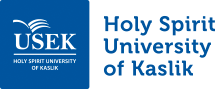 USEK
HOLY SPIRIT UNIVERSITY
OF KASLIK
Holy Spirit
University
of Kaslik